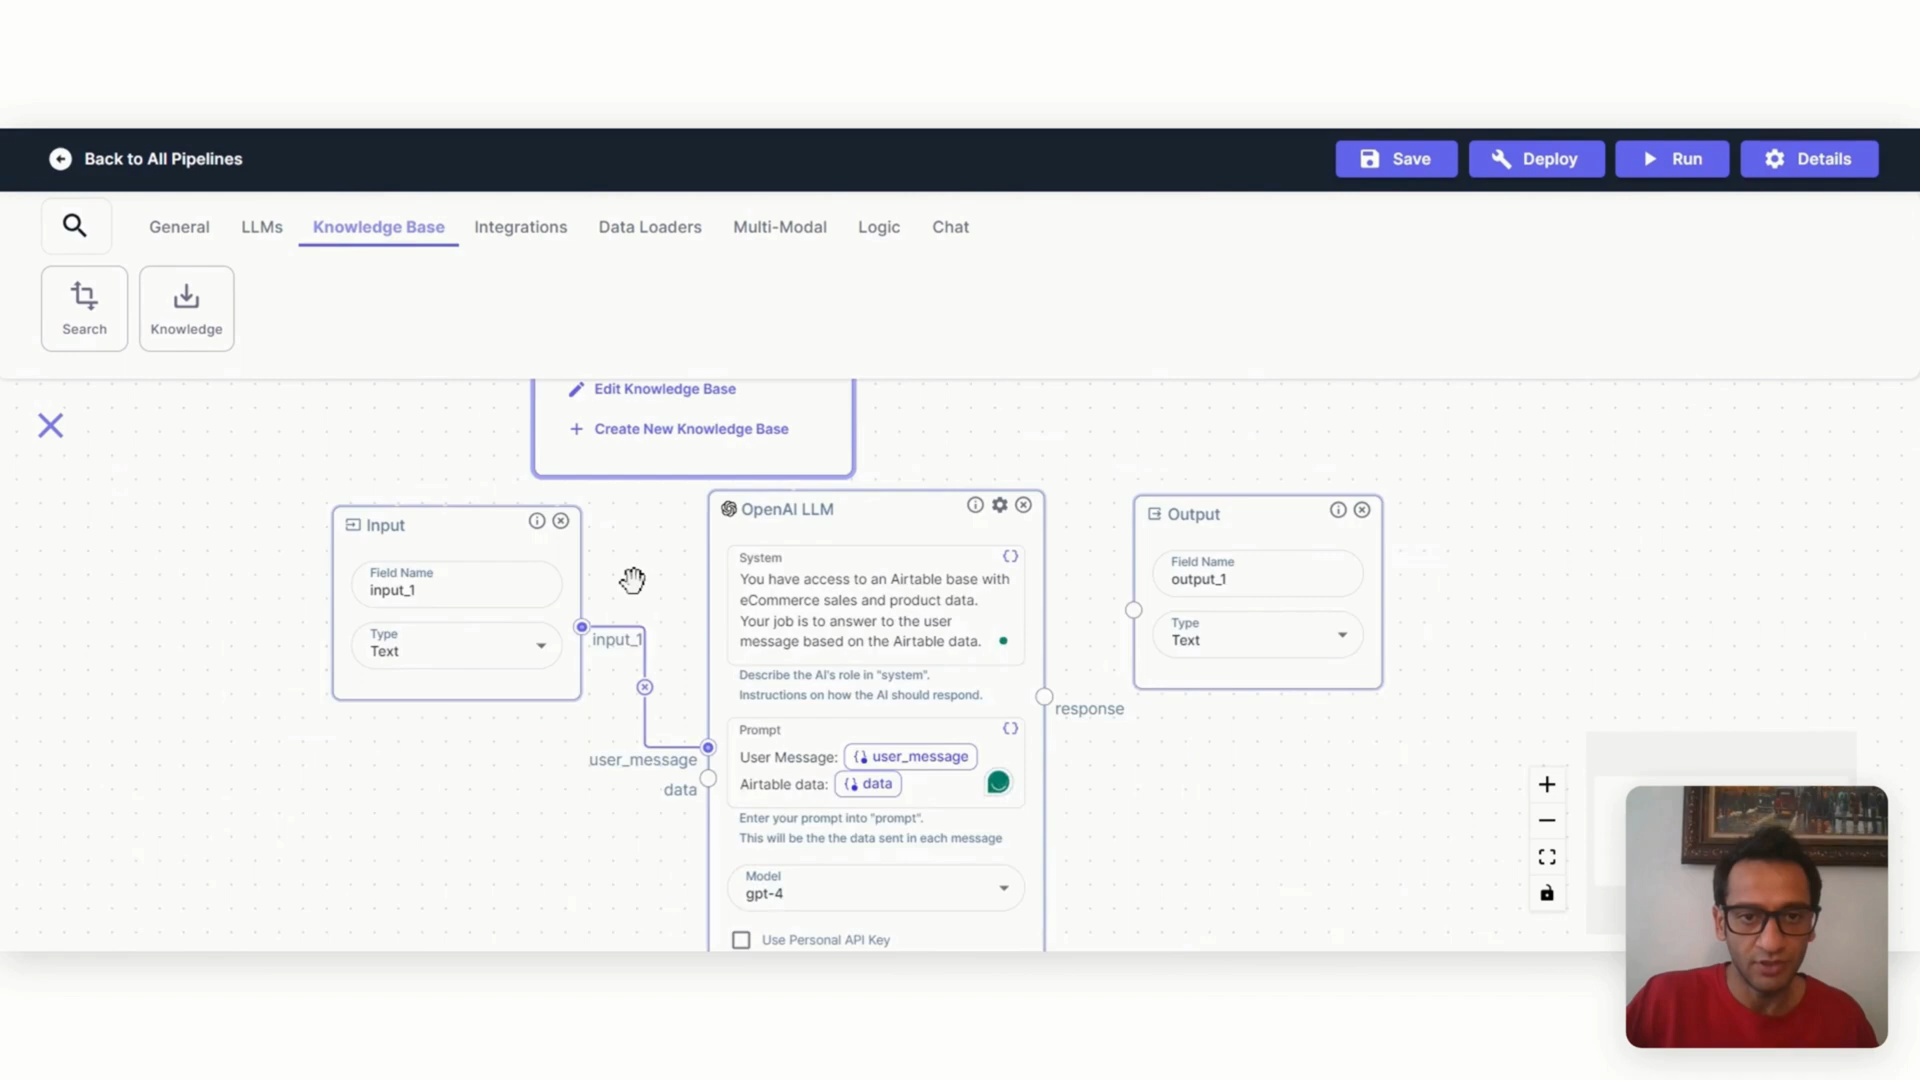 Back to All Pipelines
Save
Deploy
Run
Details
General
LLMs
Knowledge Base
Integrations
Data Loaders
Multi-Modal
Logic
Chat
Search
Knowledge
Edit Knowledge Base
+ Create New Knowledge Base
Input
Field Name
input_1
Type
Text
input_1
user_message
data
OpenAI LLM
System
You have access to an Airtable base with
eCommerce sales and product data.
Your job is to answer to the user
message based on the Airtable data.
Describe the AI's role in "system".
Instructions on how the AI should respond.
Prompt
User Message: user_message
Airtable data: data
Enter your prompt into "prompt".
This will be the the data sent in each message
Model
gpt-4
Use Personal API Key
response
Output
Field Name
output_1
Type
Text